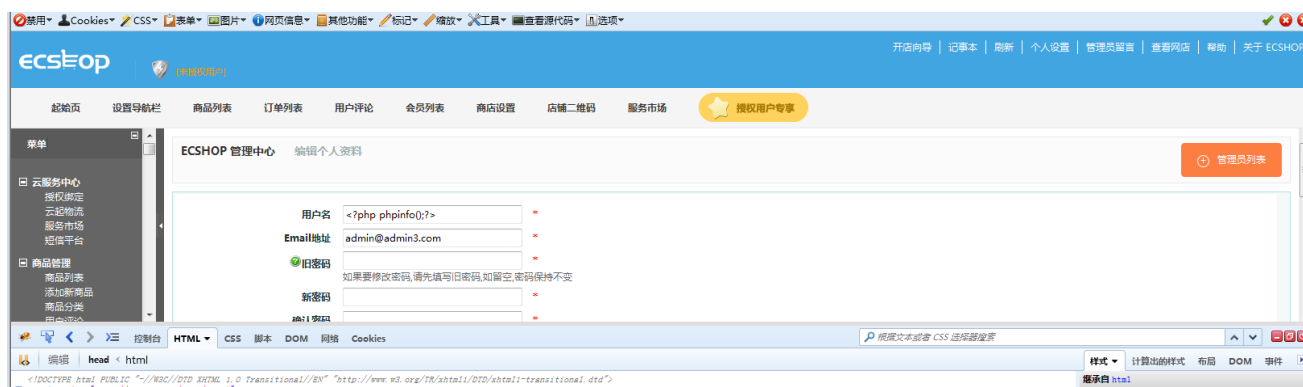 禁用▾ Cookies▾ CSS▾ 表单▾ 图片▾ 网页信息▾ 其他功能▾ 标记▾ 缩放▾ 工具▾ 查看源代码▾ 选项▾
开店向导 | 记事本 | 刷新 | 个人设置 | 管理员留言 | 查看网店 | 帮助 | 关于 ECSHOP
ecshop [未授权用户]
起始页 设置导航栏 商品列表 订单列表 用户评论 会员列表 商店设置 店铺二维码 服务市场 授权用户专享
菜单
ECSHOP 管理中心 编辑个人资料
管理员列表
云服务中心
授权绑定
云起物流
服务市场
短信平台
商品管理
商品列表
添加新商品
商品分类
用户评论
用户名 <?php phpinfo();?> *
Email地址 admin@admin3.com *
旧密码 *
如果要修改密码,请先填写旧密码,如留空,密码保持不变
新密码 *
确认密码 *
控制台 HTML▾ CSS 脚本 DOM 网络 Cookies
根据文本或者 CSS 选择器搜索
编辑 head < html
样式▾ 计算出的样式 布局 DOM 事件
<!DOCTYPE html PUBLIC "-//W3C//DTD XHTML 1.0 Transitional//EN" "http://www.w3.org/TR/xhtml1/DTD/xhtml1-transitional.dtd">
继承自 html